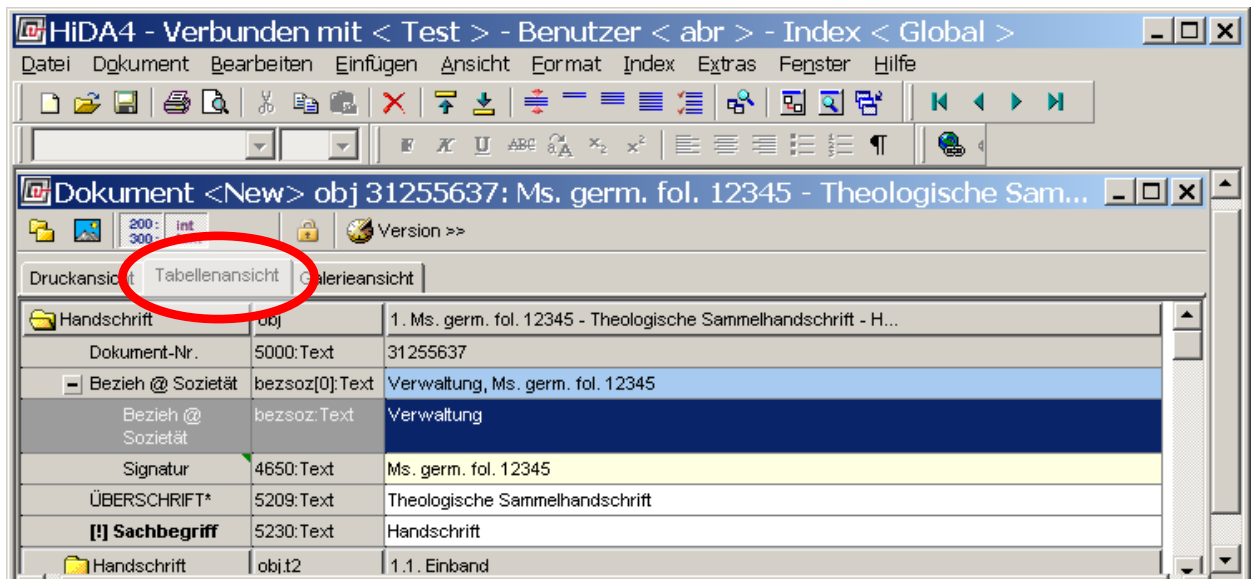 HiDA4 - Verbunden mit < Test > - Benutzer < abr > - Index < Global >
Datei Dokument Bearbeiten Einfügen Ansicht Format Index Extras Fenster Hilfe
F K U ABC
Dokument <New> obj 31255637: Ms. germ. fol. 12345 - Theologische Sam...
200: int
300: Version >>
Druckansicht Tabellenansicht Galerieansicht
Handschrift obj 1. Ms. germ. fol. 12345 - Theologische Sammelhandschrift - H...
Dokument-Nr. 5000:Text 31255637
Bezieh @ Sozietät bezsoz[0]:Text Verwaltung, Ms. germ. fol. 12345
Bezieh @ bezsoz:Text Verwaltung
Sozietät
Signatur 4650:Text Ms. germ. fol. 12345
ÜBERSCHRIFT* 5209:Text Theologische Sammelhandschrift
[!] Sachbegriff 5230:Text Handschrift
Handschrift obj.t2 1.1. Einband